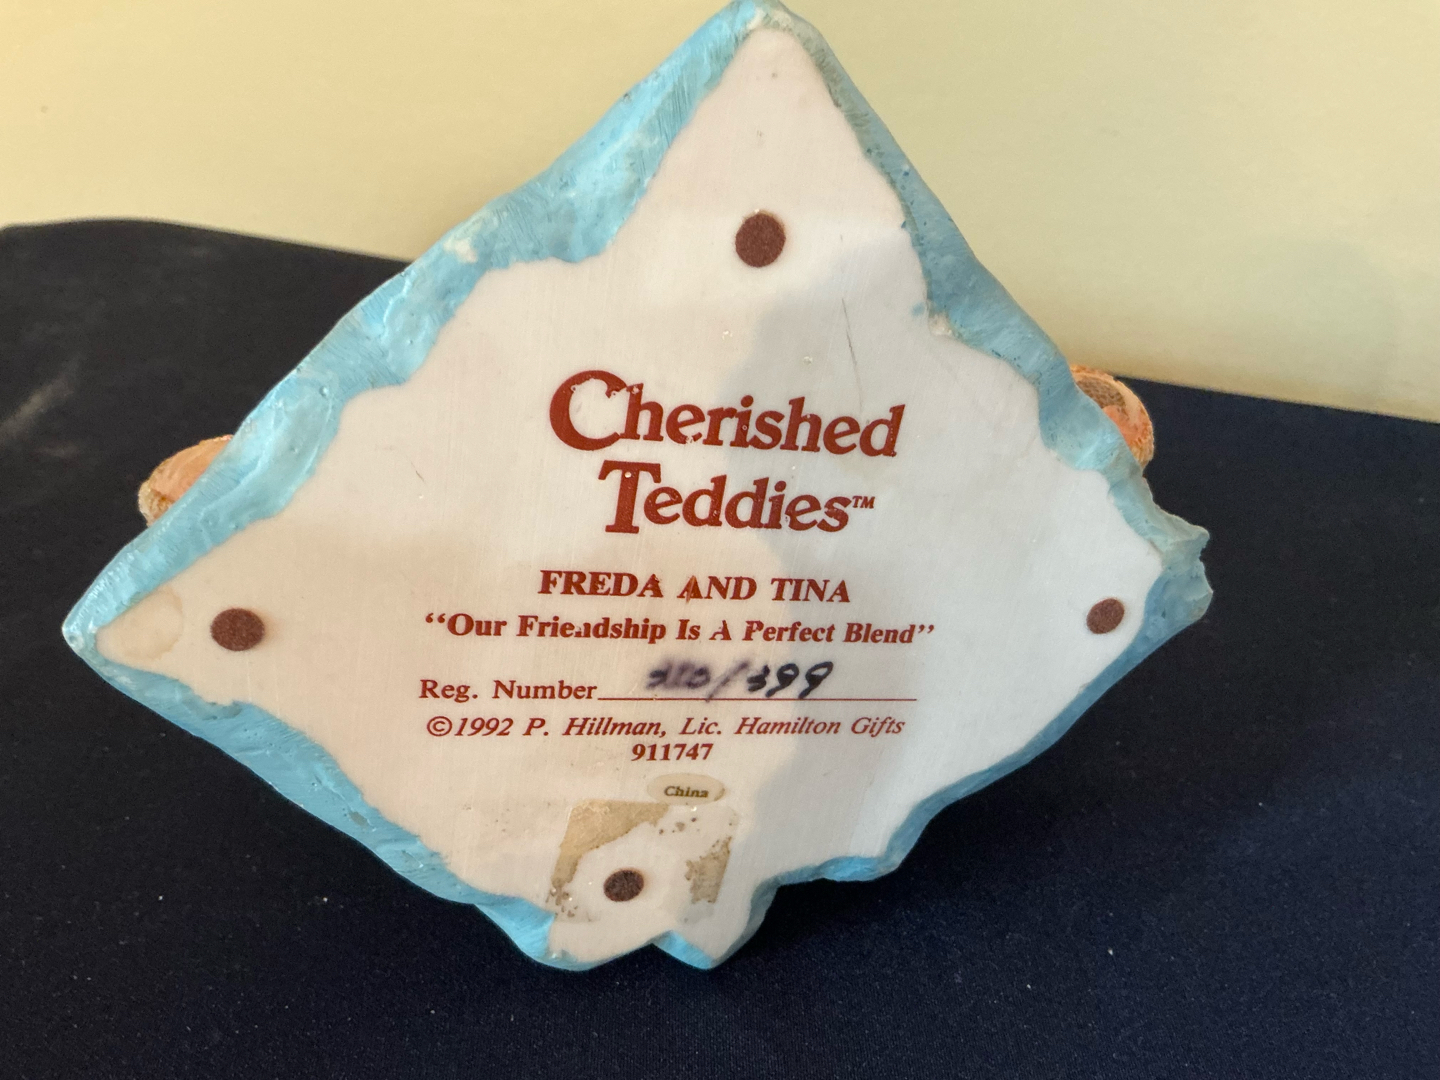 Cherished
Teddies™
FREDA AND TINA
“Our Friendship Is A Perfect Blend”
Reg. Number /399
©1992 P. Hillman, Lic. Hamilton Gifts
911747
China